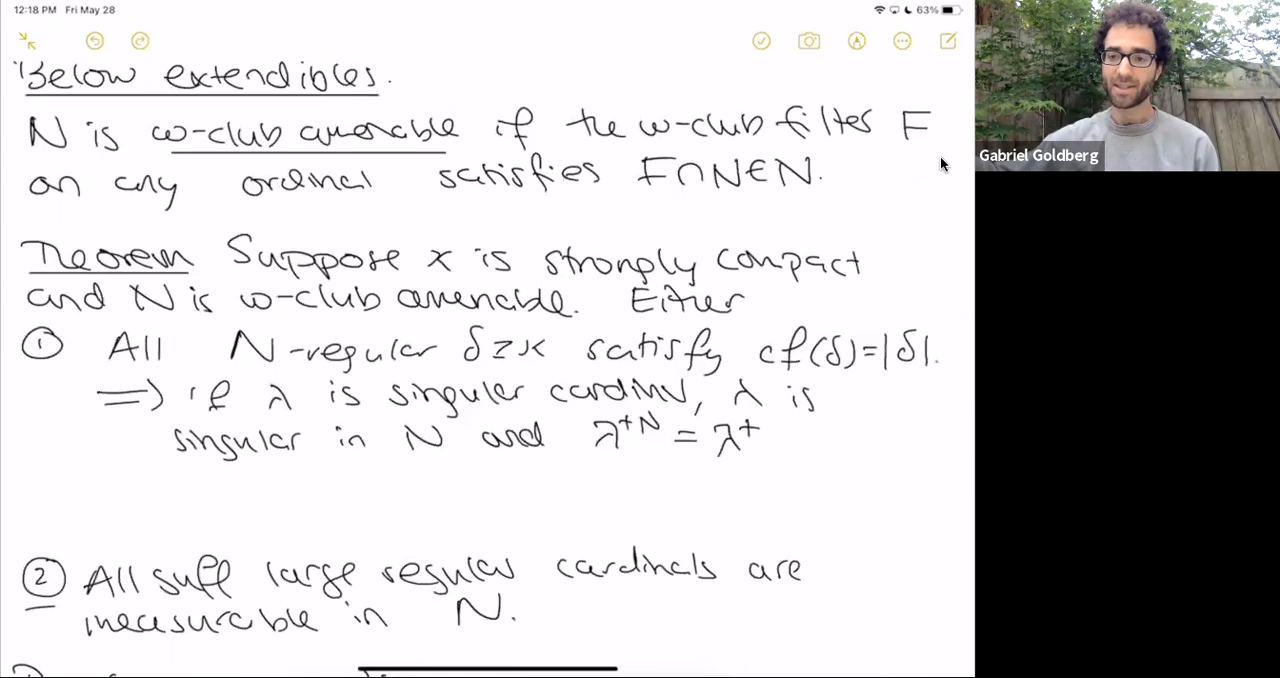 12:18 PM Fri May 28
63%
Below extendibles.
N is ω-club amenable if the ω-club filter F
on any ordinal satisfies F∩N∈N.
Gabriel Goldberg
Theorem Suppose κ is strongly compact
and N is ω-club amenable. Either
① All N-regular δ≥κ satisfy cf(δ)=|δ|.
⟹ if λ is singular cardinal, λ is
singular in N and λ⁺ᴺ = λ⁺
② All suff large regular cardinals are
measurable in N.